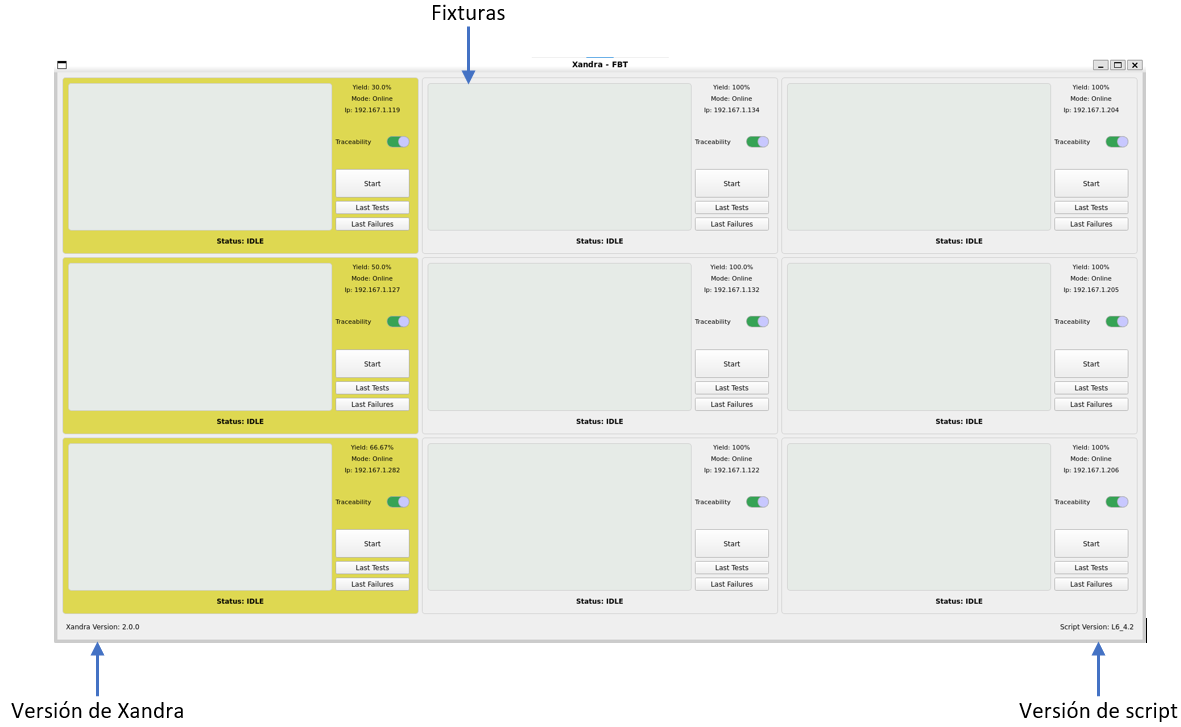 Fixturas
Xandra - FBT
Yield: 30.0%
Mode: Online
Ip: 192.167.1.119
Traceability
Start
Last Tests
Last Failures
Status: IDLE
Yield: 100%
Mode: Online
Ip: 192.167.1.134
Traceability
Start
Last Tests
Last Failures
Status: IDLE
Yield: 100%
Mode: Online
Ip: 192.167.1.204
Traceability
Start
Last Tests
Last Failures
Status: IDLE
Yield: 50.0%
Mode: Online
Ip: 192.167.1.127
Traceability
Start
Last Tests
Last Failures
Status: IDLE
Yield: 100.0%
Mode: Online
Ip: 192.167.1.132
Traceability
Start
Last Tests
Last Failures
Status: IDLE
Yield: 100%
Mode: Online
Ip: 192.167.1.205
Traceability
Start
Last Tests
Last Failures
Status: IDLE
Yield: 66.67%
Mode: Online
Ip: 192.167.1.282
Traceability
Start
Last Tests
Last Failures
Status: IDLE
Yield: 100%
Mode: Online
Ip: 192.167.1.122
Traceability
Start
Last Tests
Last Failures
Status: IDLE
Yield: 100%
Mode: Online
Ip: 192.167.1.206
Traceability
Start
Last Tests
Last Failures
Status: IDLE
Xandra Version: 2.0.0
Script Version: L6_4.2
Versión de Xandra
Versión de script